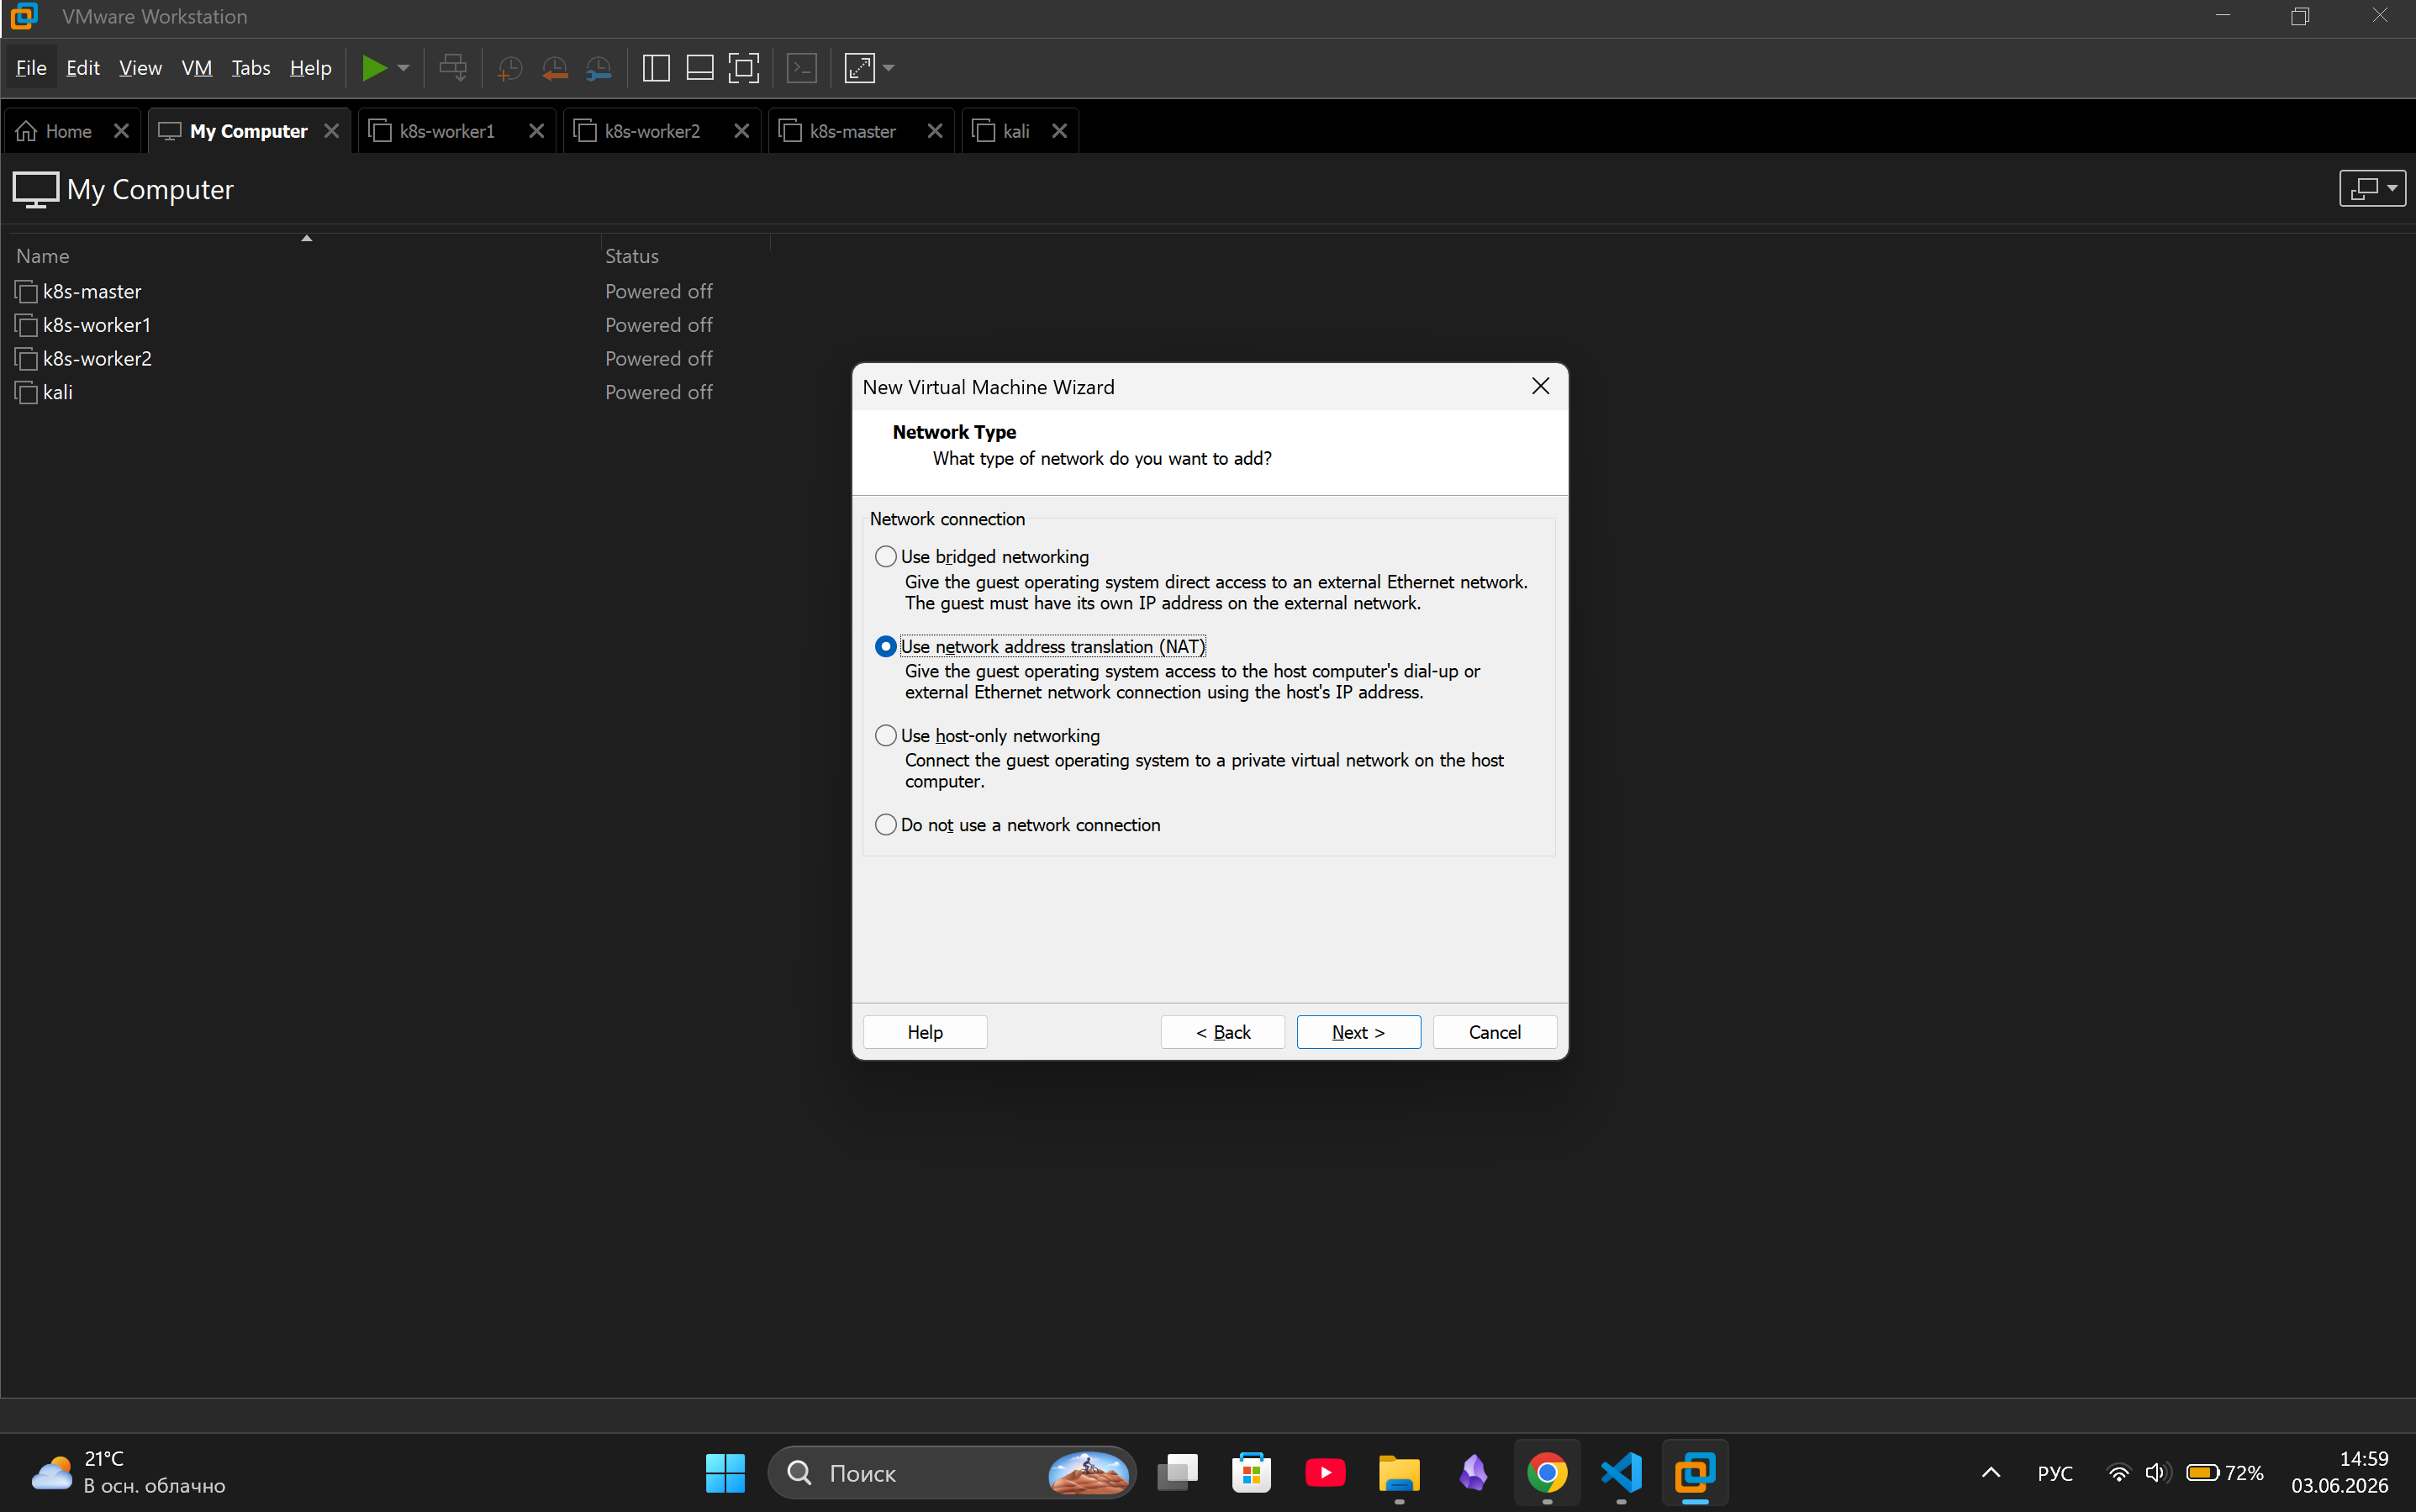 VMware Workstation
File Edit View VM Tabs Help
Home My Computer k8s-worker1 k8s-worker2 k8s-master kali
My Computer
Name Status
k8s-master Powered off
k8s-worker1 Powered off
k8s-worker2 Powered off
kali Powered off
New Virtual Machine Wizard
Network Type
What type of network do you want to add?
Network connection
Use bridged networking
Give the guest operating system direct access to an external Ethernet network.
The guest must have its own IP address on the external network.
Use network address translation (NAT)
Give the guest operating system access to the host computer's dial-up or
external Ethernet network connection using the host's IP address.
Use host-only networking
Connect the guest operating system to a private virtual network on the host
computer.
Do not use a network connection
Help < Back Next > Cancel
21°C
В осн. облачно
Поиск
РУС
72%
14:59
03.06.2026